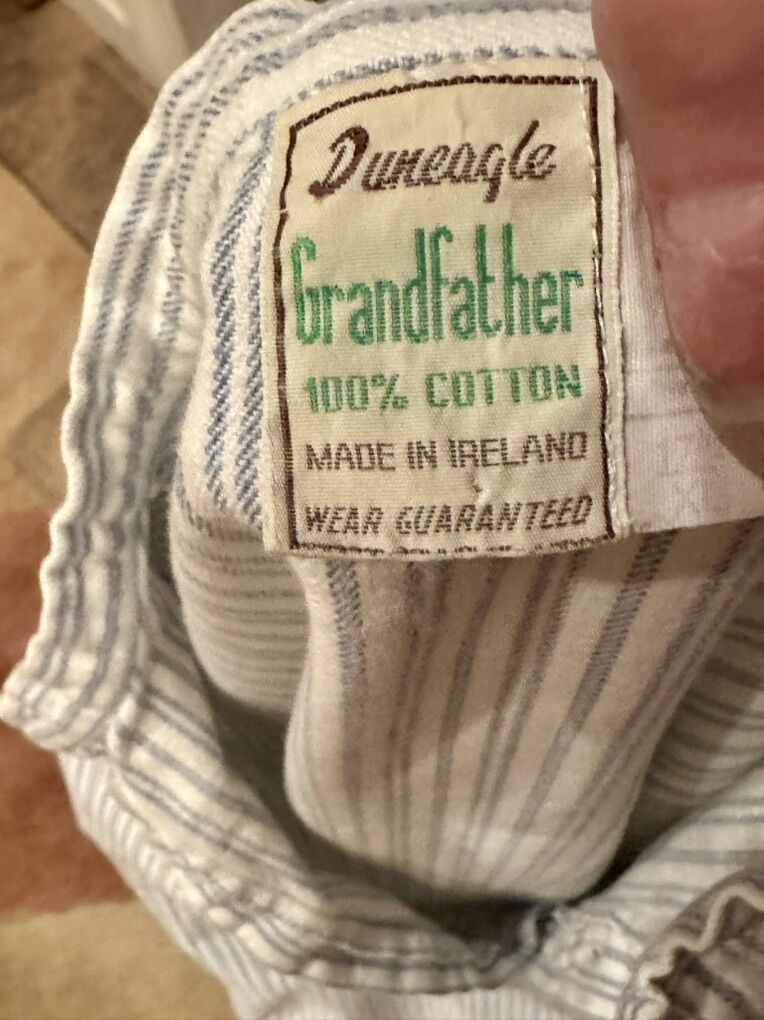 Duneagle
Grandfather
100% COTTON
MADE IN IRELAND
WEAR GUARANTEED